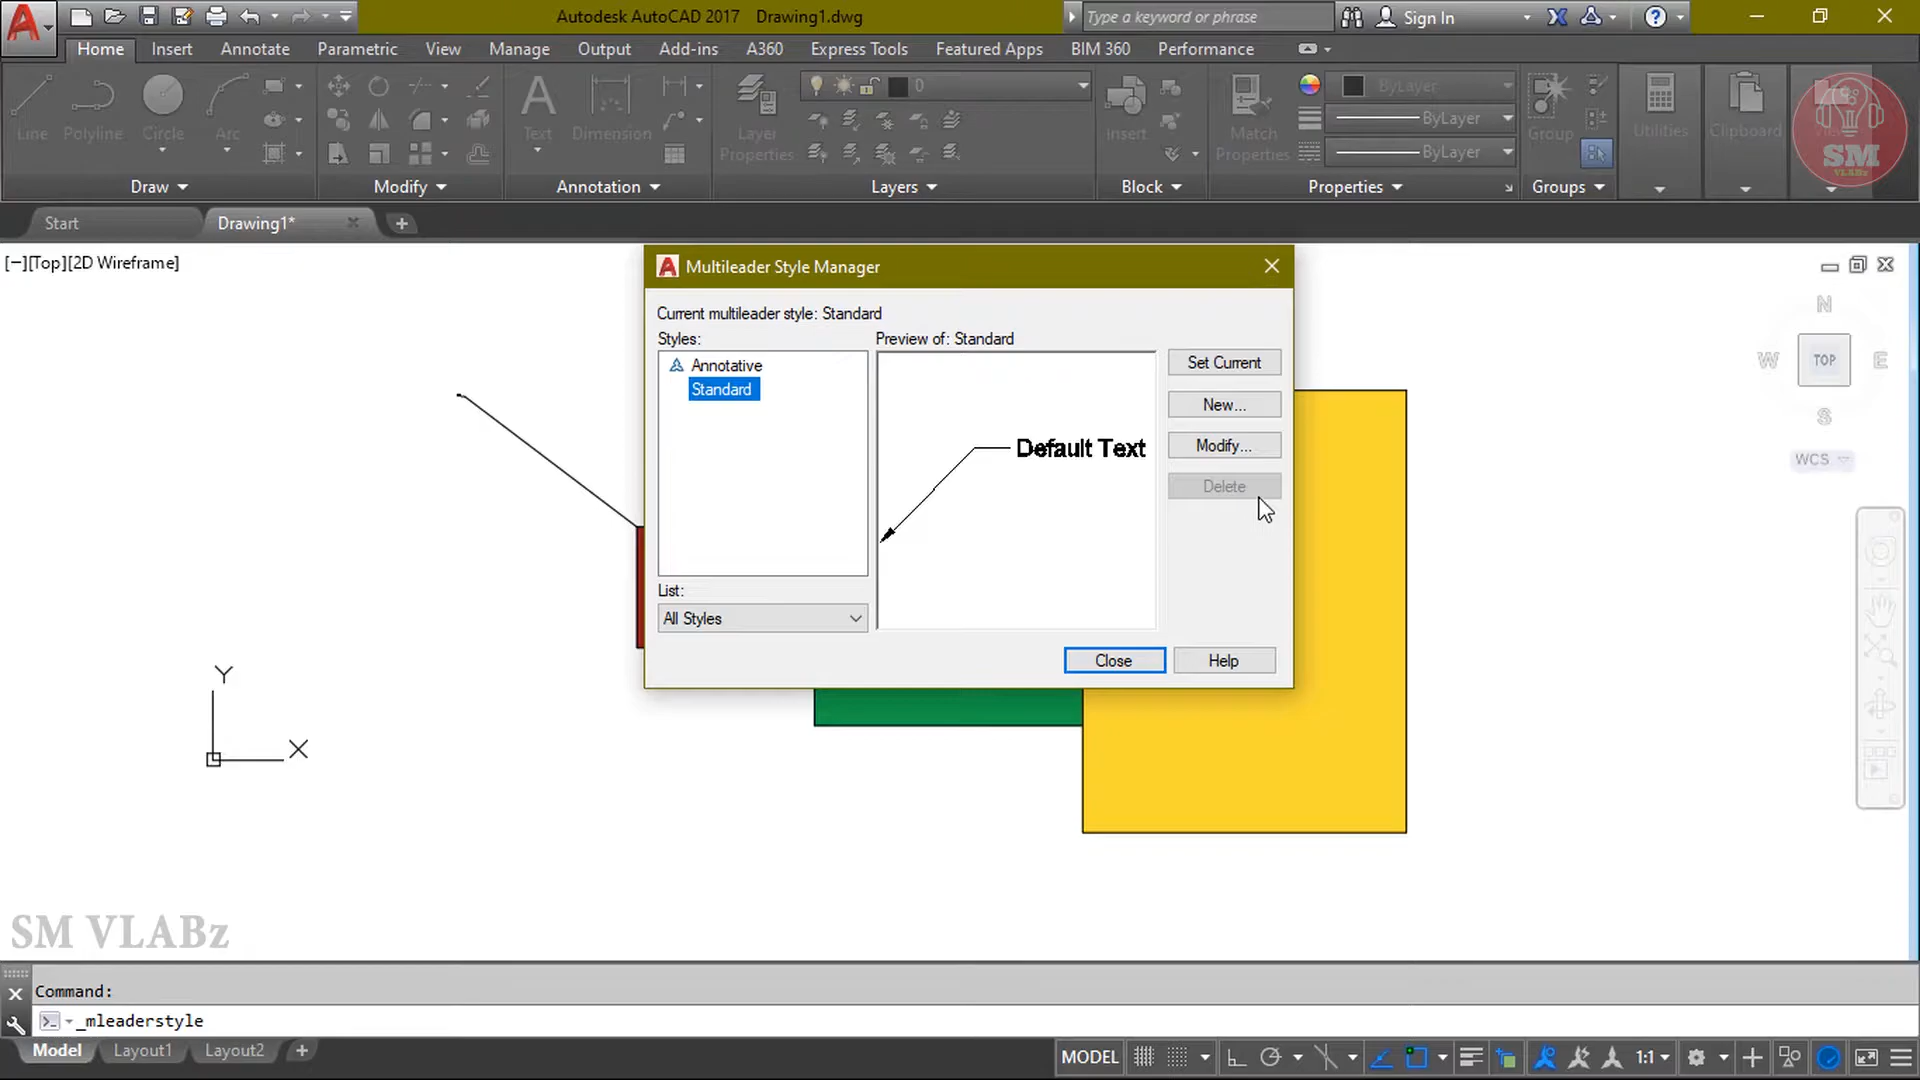 Autodesk AutoCAD 2017 Drawing1.dwg
Type a keyword or phrase
Sign In
Home Insert Annotate Parametric View Manage Output Add-ins A360 Express Tools Featured Apps BIM 360 Performance
Line Polyline Circle Arc
Text Dimension
Layer Properties
0
Insert
Match Properties
ByLayer
ByLayer
ByLayer
Group
Utilities
Clipboard
SM
VLABz
Draw Modify Annotation Layers Block Properties Groups
Start Drawing1*
[−][Top][2D Wireframe]
Multileader Style Manager
Current multileader style: Standard
Styles:
Preview of: Standard
Annotative
Standard
Default Text
Set Current
New...
Modify...
Delete
List:
All Styles
Close
Help
N
W TOP E
S
WCS
Y
X
SM VLABz
Command:
_mleaderstyle
Model Layout1 Layout2
MODEL
1:1